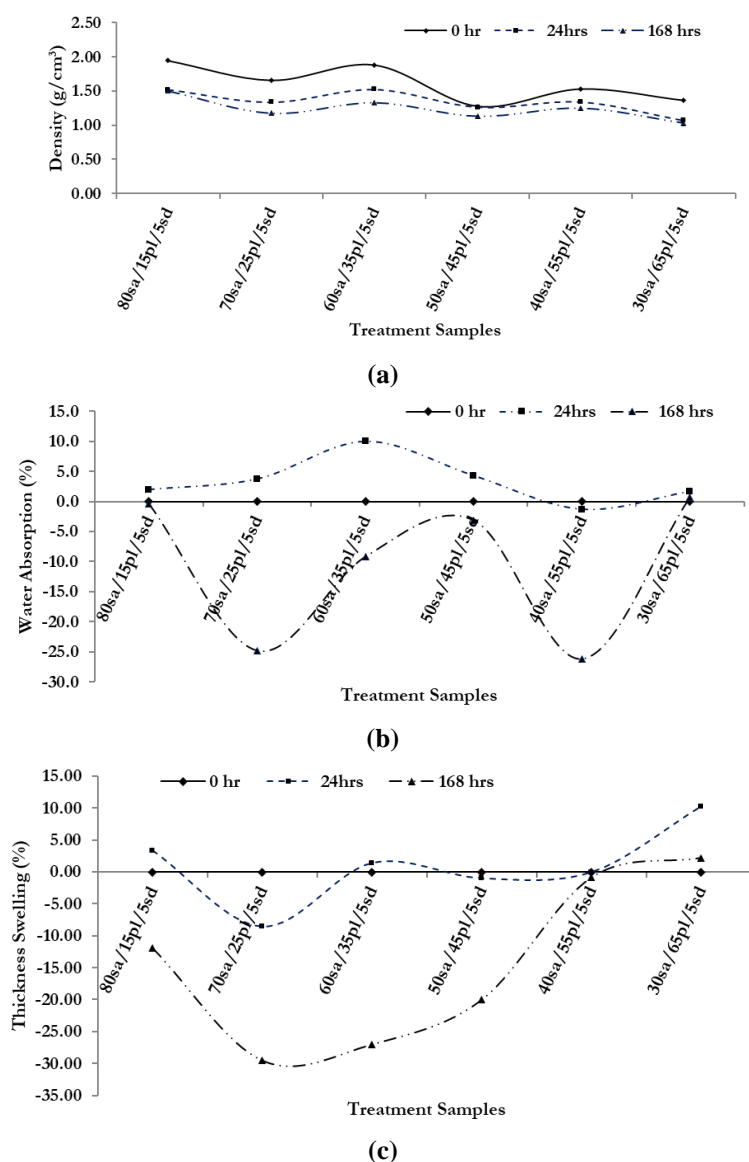 0 hr 24hrs 168 hrs
2.50
2.00
1.50
1.00
0.50
0.00
Density (g/cm³)
80sa/15pl/5sd
70sa/25pl/5sd
60sa/35pl/5sd
50sa/45pl/5sd
40sa/55pl/5sd
30sa/65pl/5sd
Treatment Samples
(a)
0 hr 24hrs 168 hrs
15.0
10.0
5.0
0.0
-5.0
-10.0
-15.0
-20.0
-25.0
-30.0
Water Absorption (%)
80sa/15pl/5sd
70sa/25pl/5sd
60sa/35pl/5sd
50sa/45pl/5sd
40sa/55pl/5sd
30sa/65pl/5sd
Treatment Samples
(b)
0 hr 24hrs 168 hrs
15.00
10.00
5.00
0.00
-5.00
-10.00
-15.00
-20.00
-25.00
-30.00
-35.00
Thickness Swelling (%)
80sa/15pl/5sd
70sa/25pl/5sd
60sa/35pl/5sd
50sa/45pl/5sd
40sa/55pl/5sd
30sa/65pl/5sd
Treatment Samples
(c)